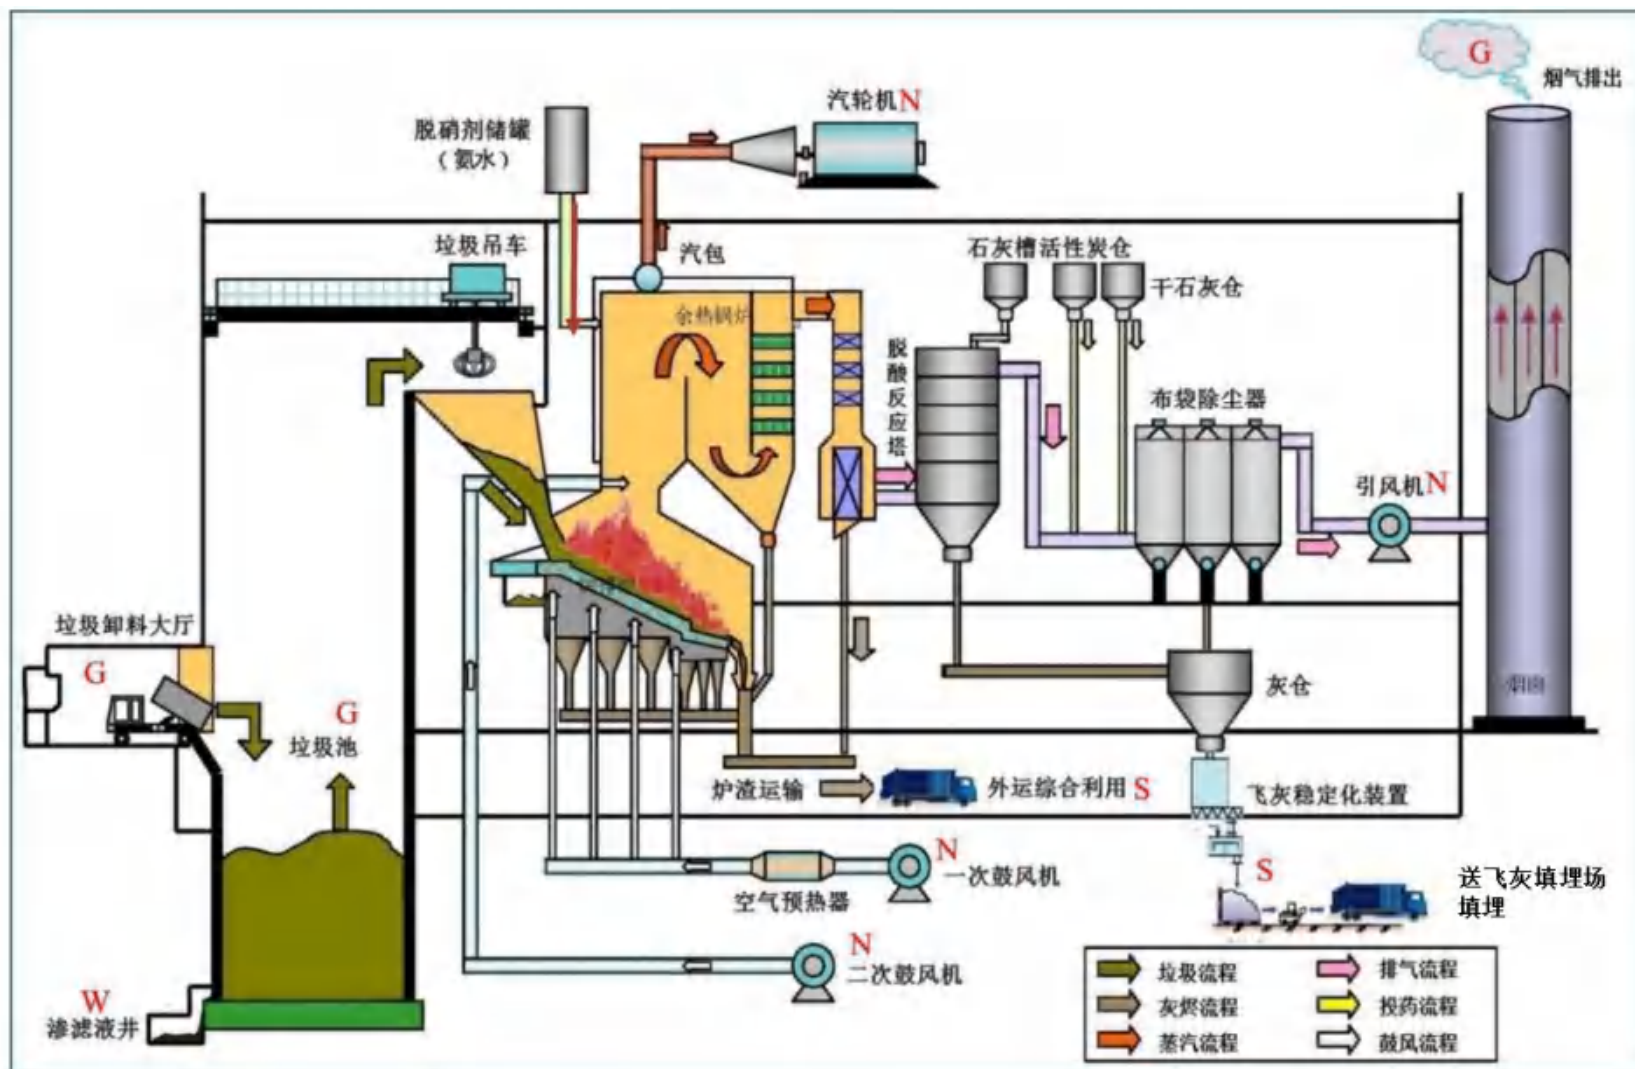 G
烟气排出
汽轮机N
脱硝剂储罐
（氨水）
垃圾吊车
汽包
石灰槽活性炭仓
干石灰仓
余热锅炉
脱酸反应塔
布袋除尘器
引风机N
垃圾卸料大厅
G
G
垃圾池
灰仓
烟囱
炉渣运输
外运综合利用S
飞灰稳定化装置
N
一次鼓风机
空气预热器
S
送飞灰填埋场
填埋
N
二次鼓风机
W
渗滤液井
垃圾流程
排气流程
灰烬流程
投药流程
蒸汽流程
鼓风流程